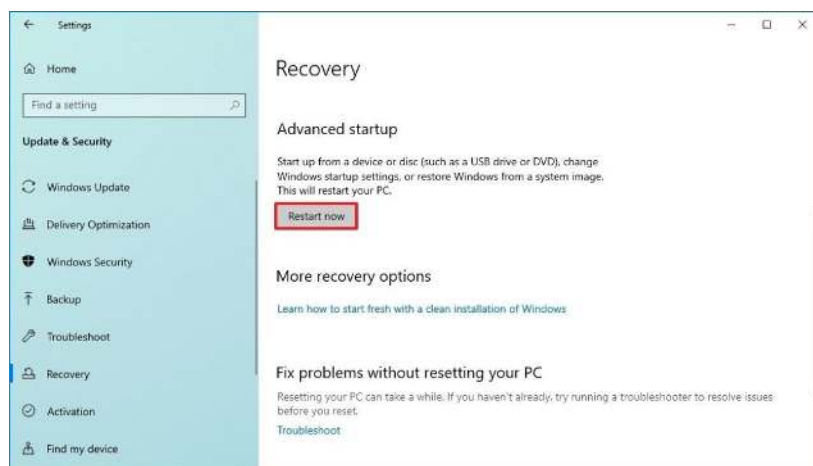 Settings
Home
Find a setting
Update & Security
Windows Update
Delivery Optimization
Windows Security
Backup
Troubleshoot
Recovery
Activation
Find my device
Recovery
Advanced startup
Start up from a device or disc (such as a USB drive or DVD), change
Windows startup settings, or restore Windows from a system image.
This will restart your PC.
Restart now
More recovery options
Learn how to start fresh with a clean installation of Windows
Fix problems without resetting your PC
Resetting your PC can take a while. If you haven't already, try running a troubleshooter to resolve issues
before you reset.
Troubleshoot